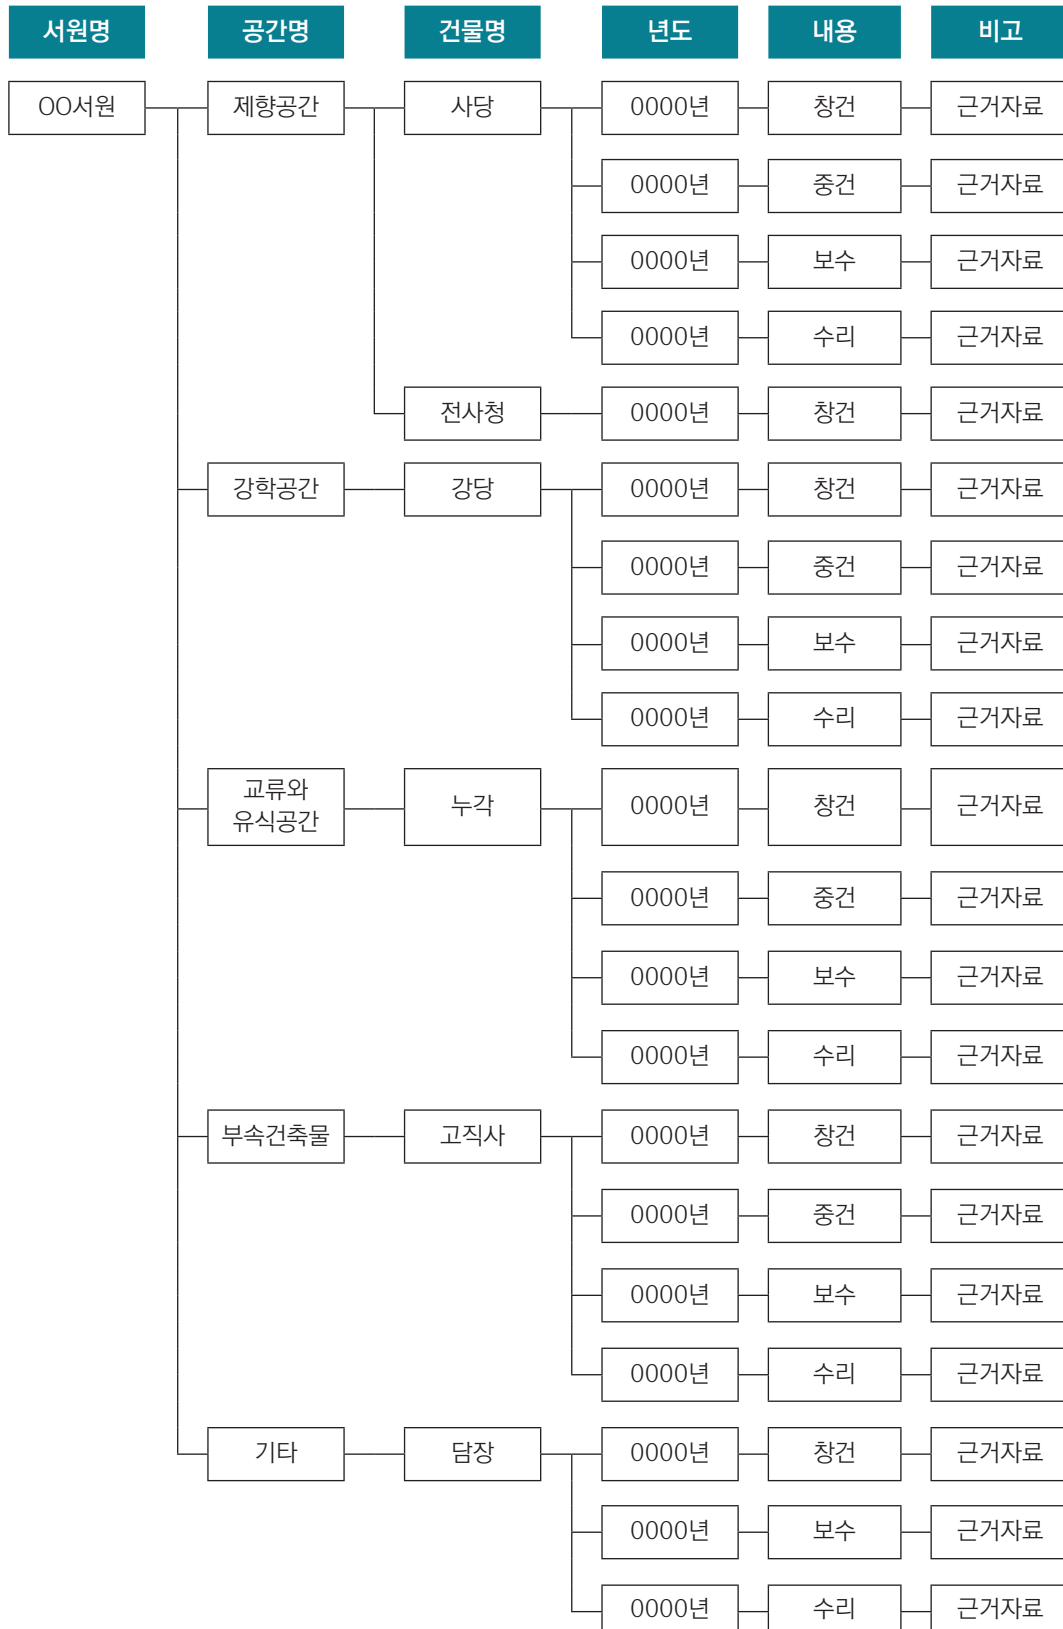 서원명 공간명 건물명 년도 내용 비고
OO서원 제향공간 사당 0000년 창건 근거자료
0000년 중건 근거자료
0000년 보수 근거자료
0000년 수리 근거자료
전사청 0000년 창건 근거자료
강학공간 강당 0000년 창건 근거자료
0000년 중건 근거자료
0000년 보수 근거자료
0000년 수리 근거자료
교류와
유식공간 누각 0000년 창건 근거자료
0000년 중건 근거자료
0000년 보수 근거자료
0000년 수리 근거자료
부속건축물 고직사 0000년 창건 근거자료
0000년 중건 근거자료
0000년 보수 근거자료
0000년 수리 근거자료
기타 담장 0000년 창건 근거자료
0000년 보수 근거자료
0000년 수리 근거자료